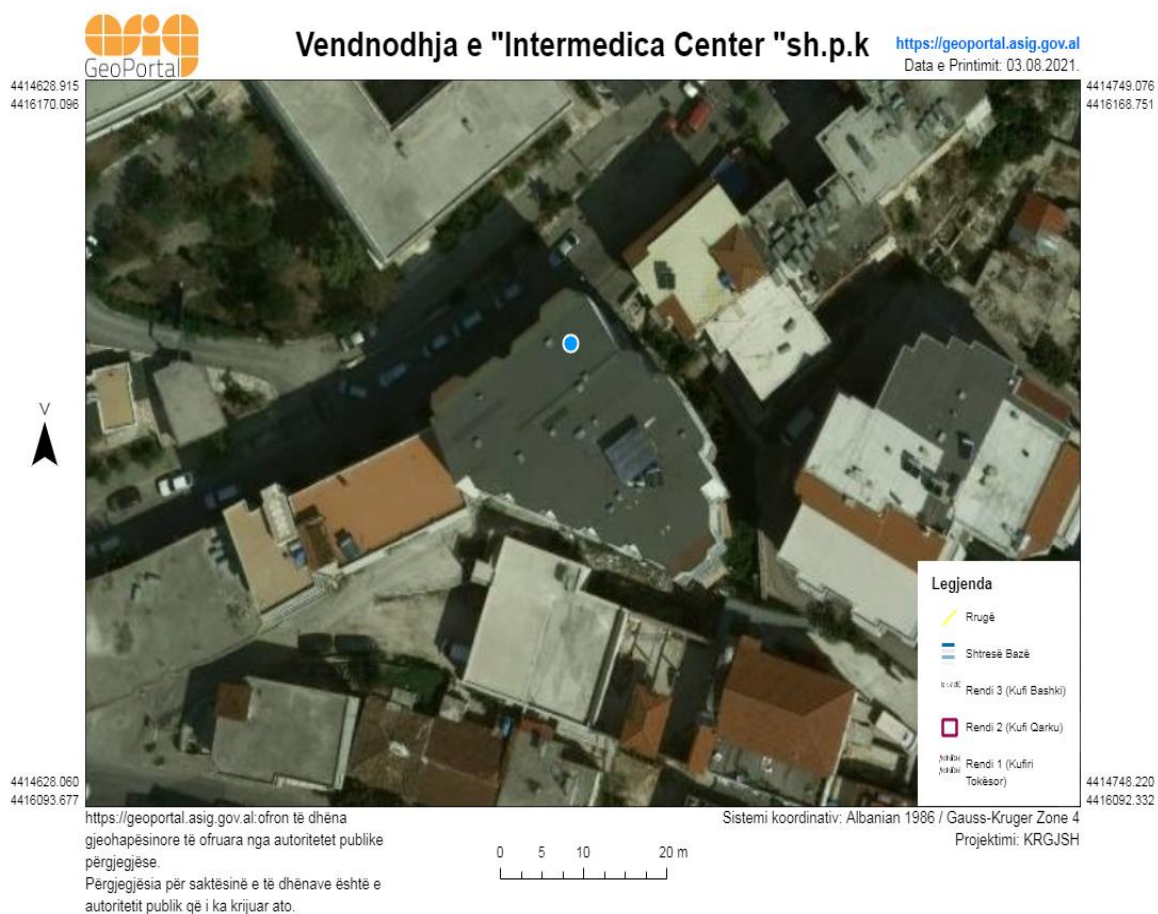 asig
GeoPortal
Vendnodhja e "Intermedica Center "sh.p.k
https://geoportal.asig.gov.al
Data e Printimit: 03.08.2021.
4414628.915
4416170.096
4414749.076
4416168.751
V
Legjenda
Rrugë
Shtresë Bazë
Rendi 3 (Kufi Bashki)
Rendi 2 (Kufi Qarku)
Rendi 1 (Kufiri
Tokësor)
4414628.060
4416093.677
4414748.220
4416092.332
https://geoportal.asig.gov.al:ofron të dhëna
gjeohapësinore të ofruara nga autoritetet publike
përgjegjëse.
Përgjegjësia për saktësinë e të dhënave është e
autoritetit publik që i ka krijuar ato.
0 5 10 20 m
Sistemi koordinativ: Albanian 1986 / Gauss-Kruger Zone 4
Projektimi: KRGJSH